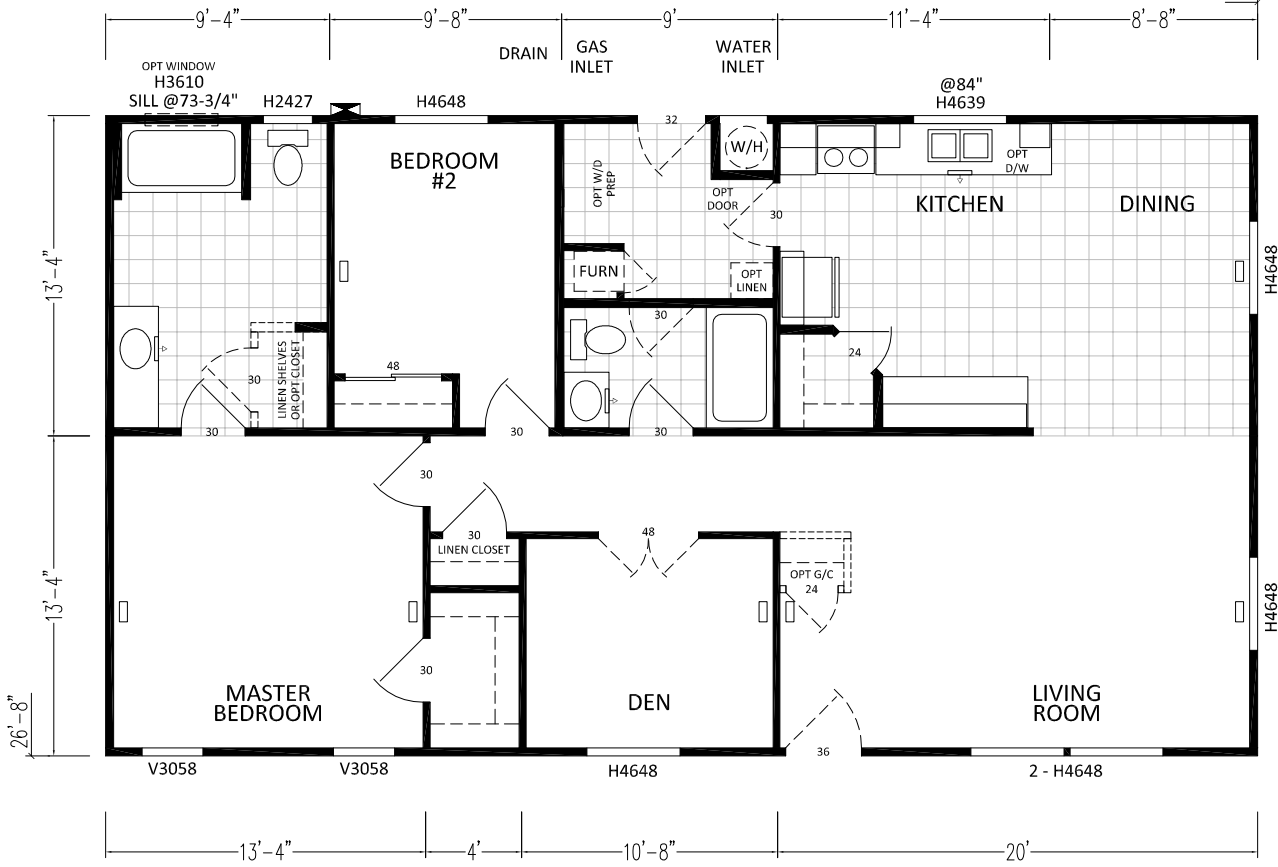 9'-4"
9'-8"
9'
11'-4"
8'-8"
DRAIN
GAS
INLET
WATER
INLET
OPT WINDOW
H3610
SILL @73-3/4"
H2427
H4648
@84"
H4639
32
W/H
BEDROOM
#2
OPT W/D
PREP
OPT
DOOR
30
OPT
D/W
KITCHEN
DINING
13'-4"
H4648
FURN
OPT
LINEN
30
24
48
30
LINEN SHELVES
OR OPT CLOSET
30
30
30
30
30
LINEN CLOSET
48
OPT G/C
24
13'-4"
H4648
30
MASTER
BEDROOM
DEN
LIVING
ROOM
26'-8"
36
V3058
V3058
H4648
2 - H4648
13'-4"
4'
10'-8"
20'